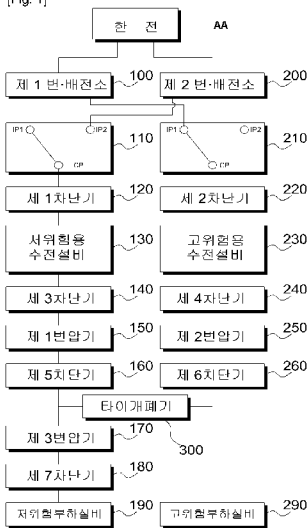 [Fig. 1]
한 전 AA
제 1 변·배전소 100 제 2 변·배전소 200
IP1 IP2 110 IP1 IP2 210
CP CP
제 1차단기 120 제 2차단기 220
저위험용 130 고위험용 230
수전설비 수전설비
제 3차단기 140 제 4차단기 240
제 1변압기 150 제 2변압기 250
제 5차단기 160 제 6차단기 260
타이개폐기
제 3변압기 170
300
제 7차단기 180
저위험부하설비 190 고위험부하설비 290